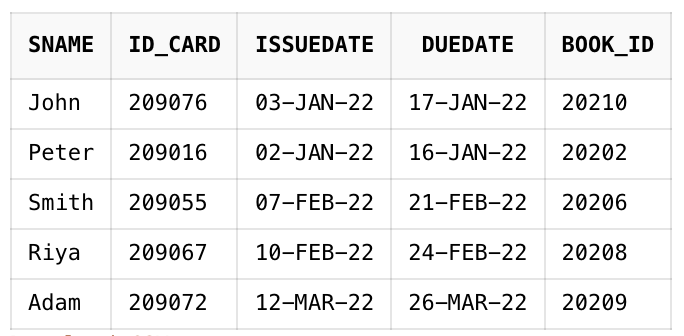 SNAME ID_CARD ISSUEDATE DUEDATE BOOK_ID
John 209076 03-JAN-22 17-JAN-22 20210
Peter 209016 02-JAN-22 16-JAN-22 20202
Smith 209055 07-FEB-22 21-FEB-22 20206
Riya 209067 10-FEB-22 24-FEB-22 20208
Adam 209072 12-MAR-22 26-MAR-22 20209